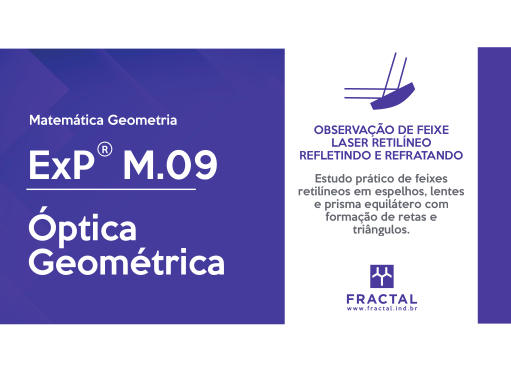 Matemática Geometria
ExP® M.09
Óptica
Geométrica
OBSERVAÇÃO DE FEIXE
LASER RETILÍNEO
REFLETINDO E REFRATANDO
Estudo prático de feixes
retilíneos em espelhos, lentes
e prisma equilátero com
formação de retas e
triângulos.
FRACTAL
www.fractal.ind.br